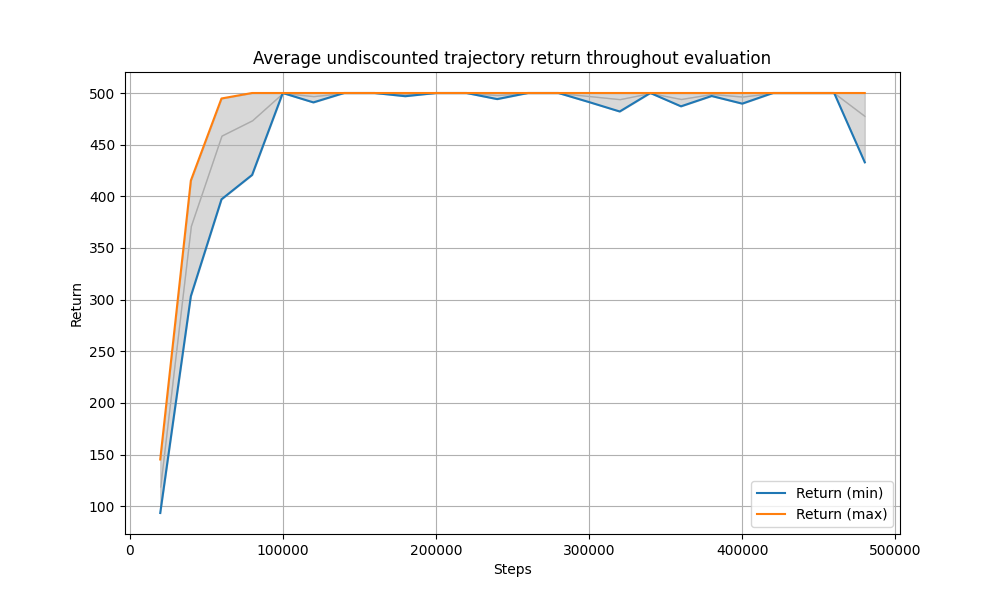 Average undiscounted trajectory return throughout evaluation
500
450
400
350
300
250
200
150
100
Return
Return (min)
Return (max)
0 100000 200000 300000 400000 500000
Steps